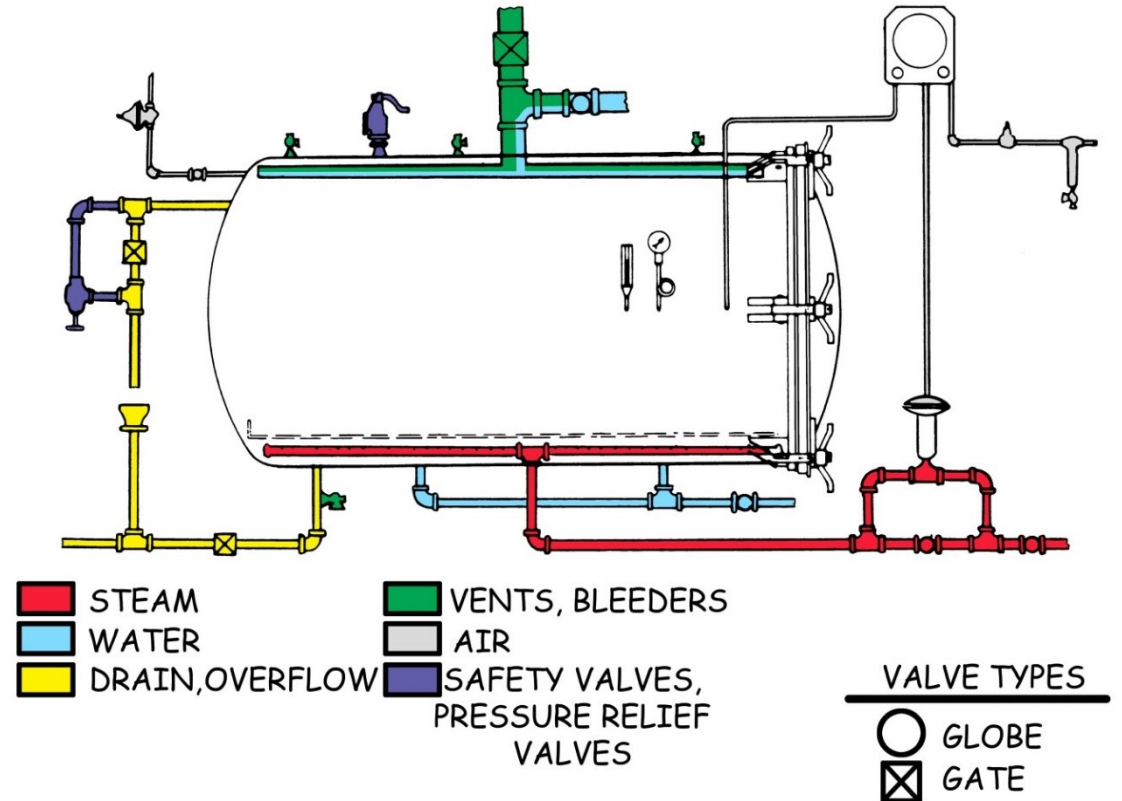 STEAM
WATER
DRAIN,OVERFLOW
VENTS, BLEEDERS
AIR
SAFETY VALVES,
PRESSURE RELIEF
VALVES
VALVE TYPES
GLOBE
GATE